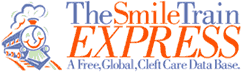 TheSmileTrain
EXPRESS
A Free, Global, Cleft Care Data Base.